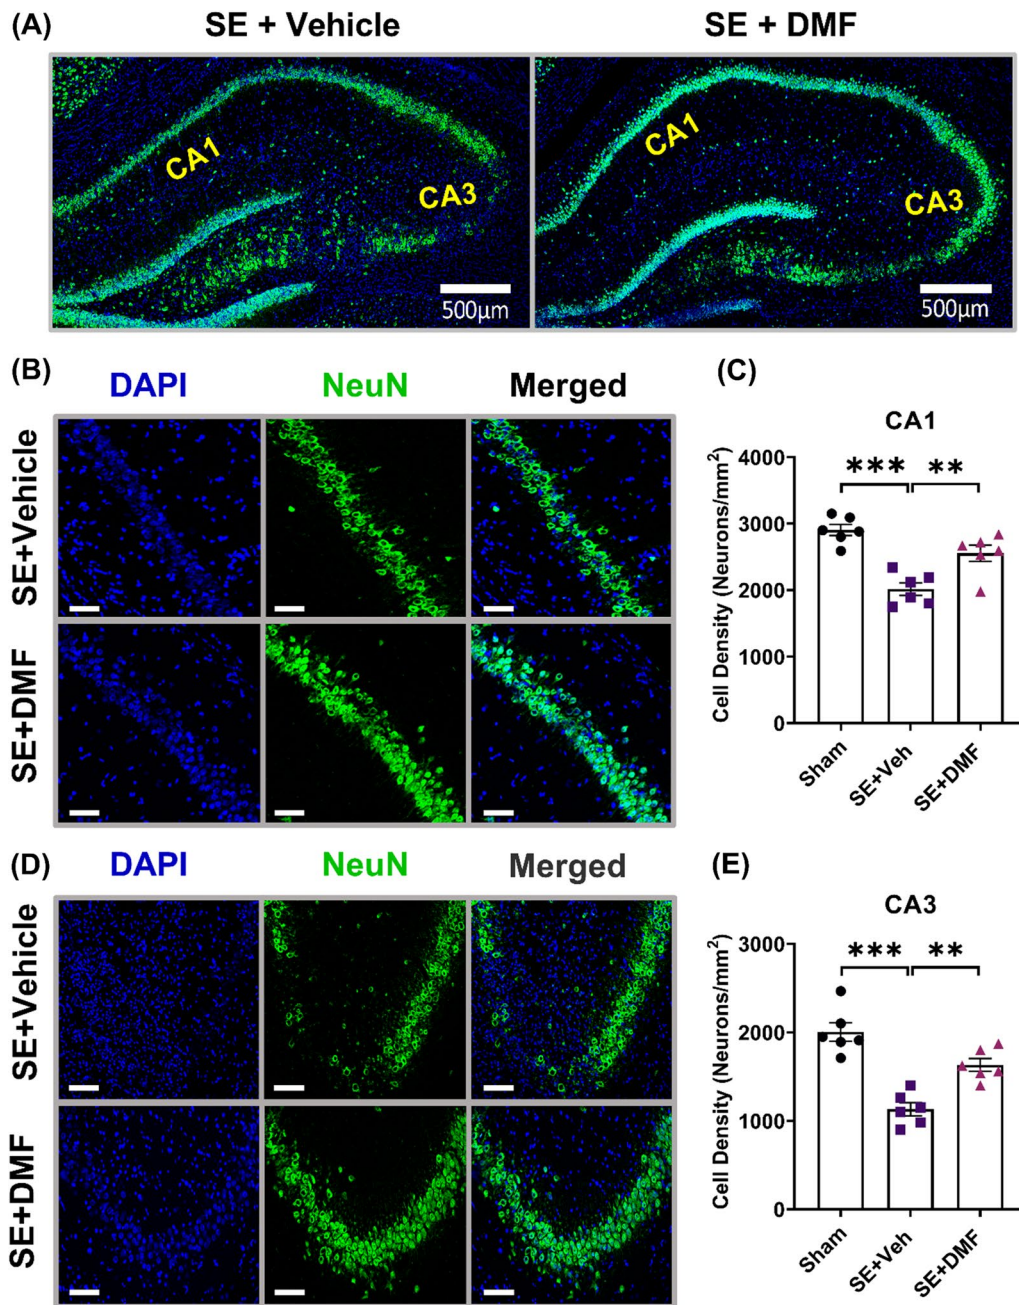 (A)
SE + Vehicle
SE + DMF
CA1
CA3
500µm
CA1
CA3
500µm
(B)
DAPI
NeuN
Merged
SE+Vehicle
SE+DMF
(C)
CA1
Cell Density (Neurons/mm²)
4000
3000
2000
1000
0
*** **
Sham
SE+Veh
SE+DMF
(D)
DAPI
NeuN
Merged
SE+Vehicle
SE+DMF
(E)
CA3
Cell Density (Neurons/mm²)
3000
2000
1000
0
*** **
Sham
SE+Veh
SE+DMF